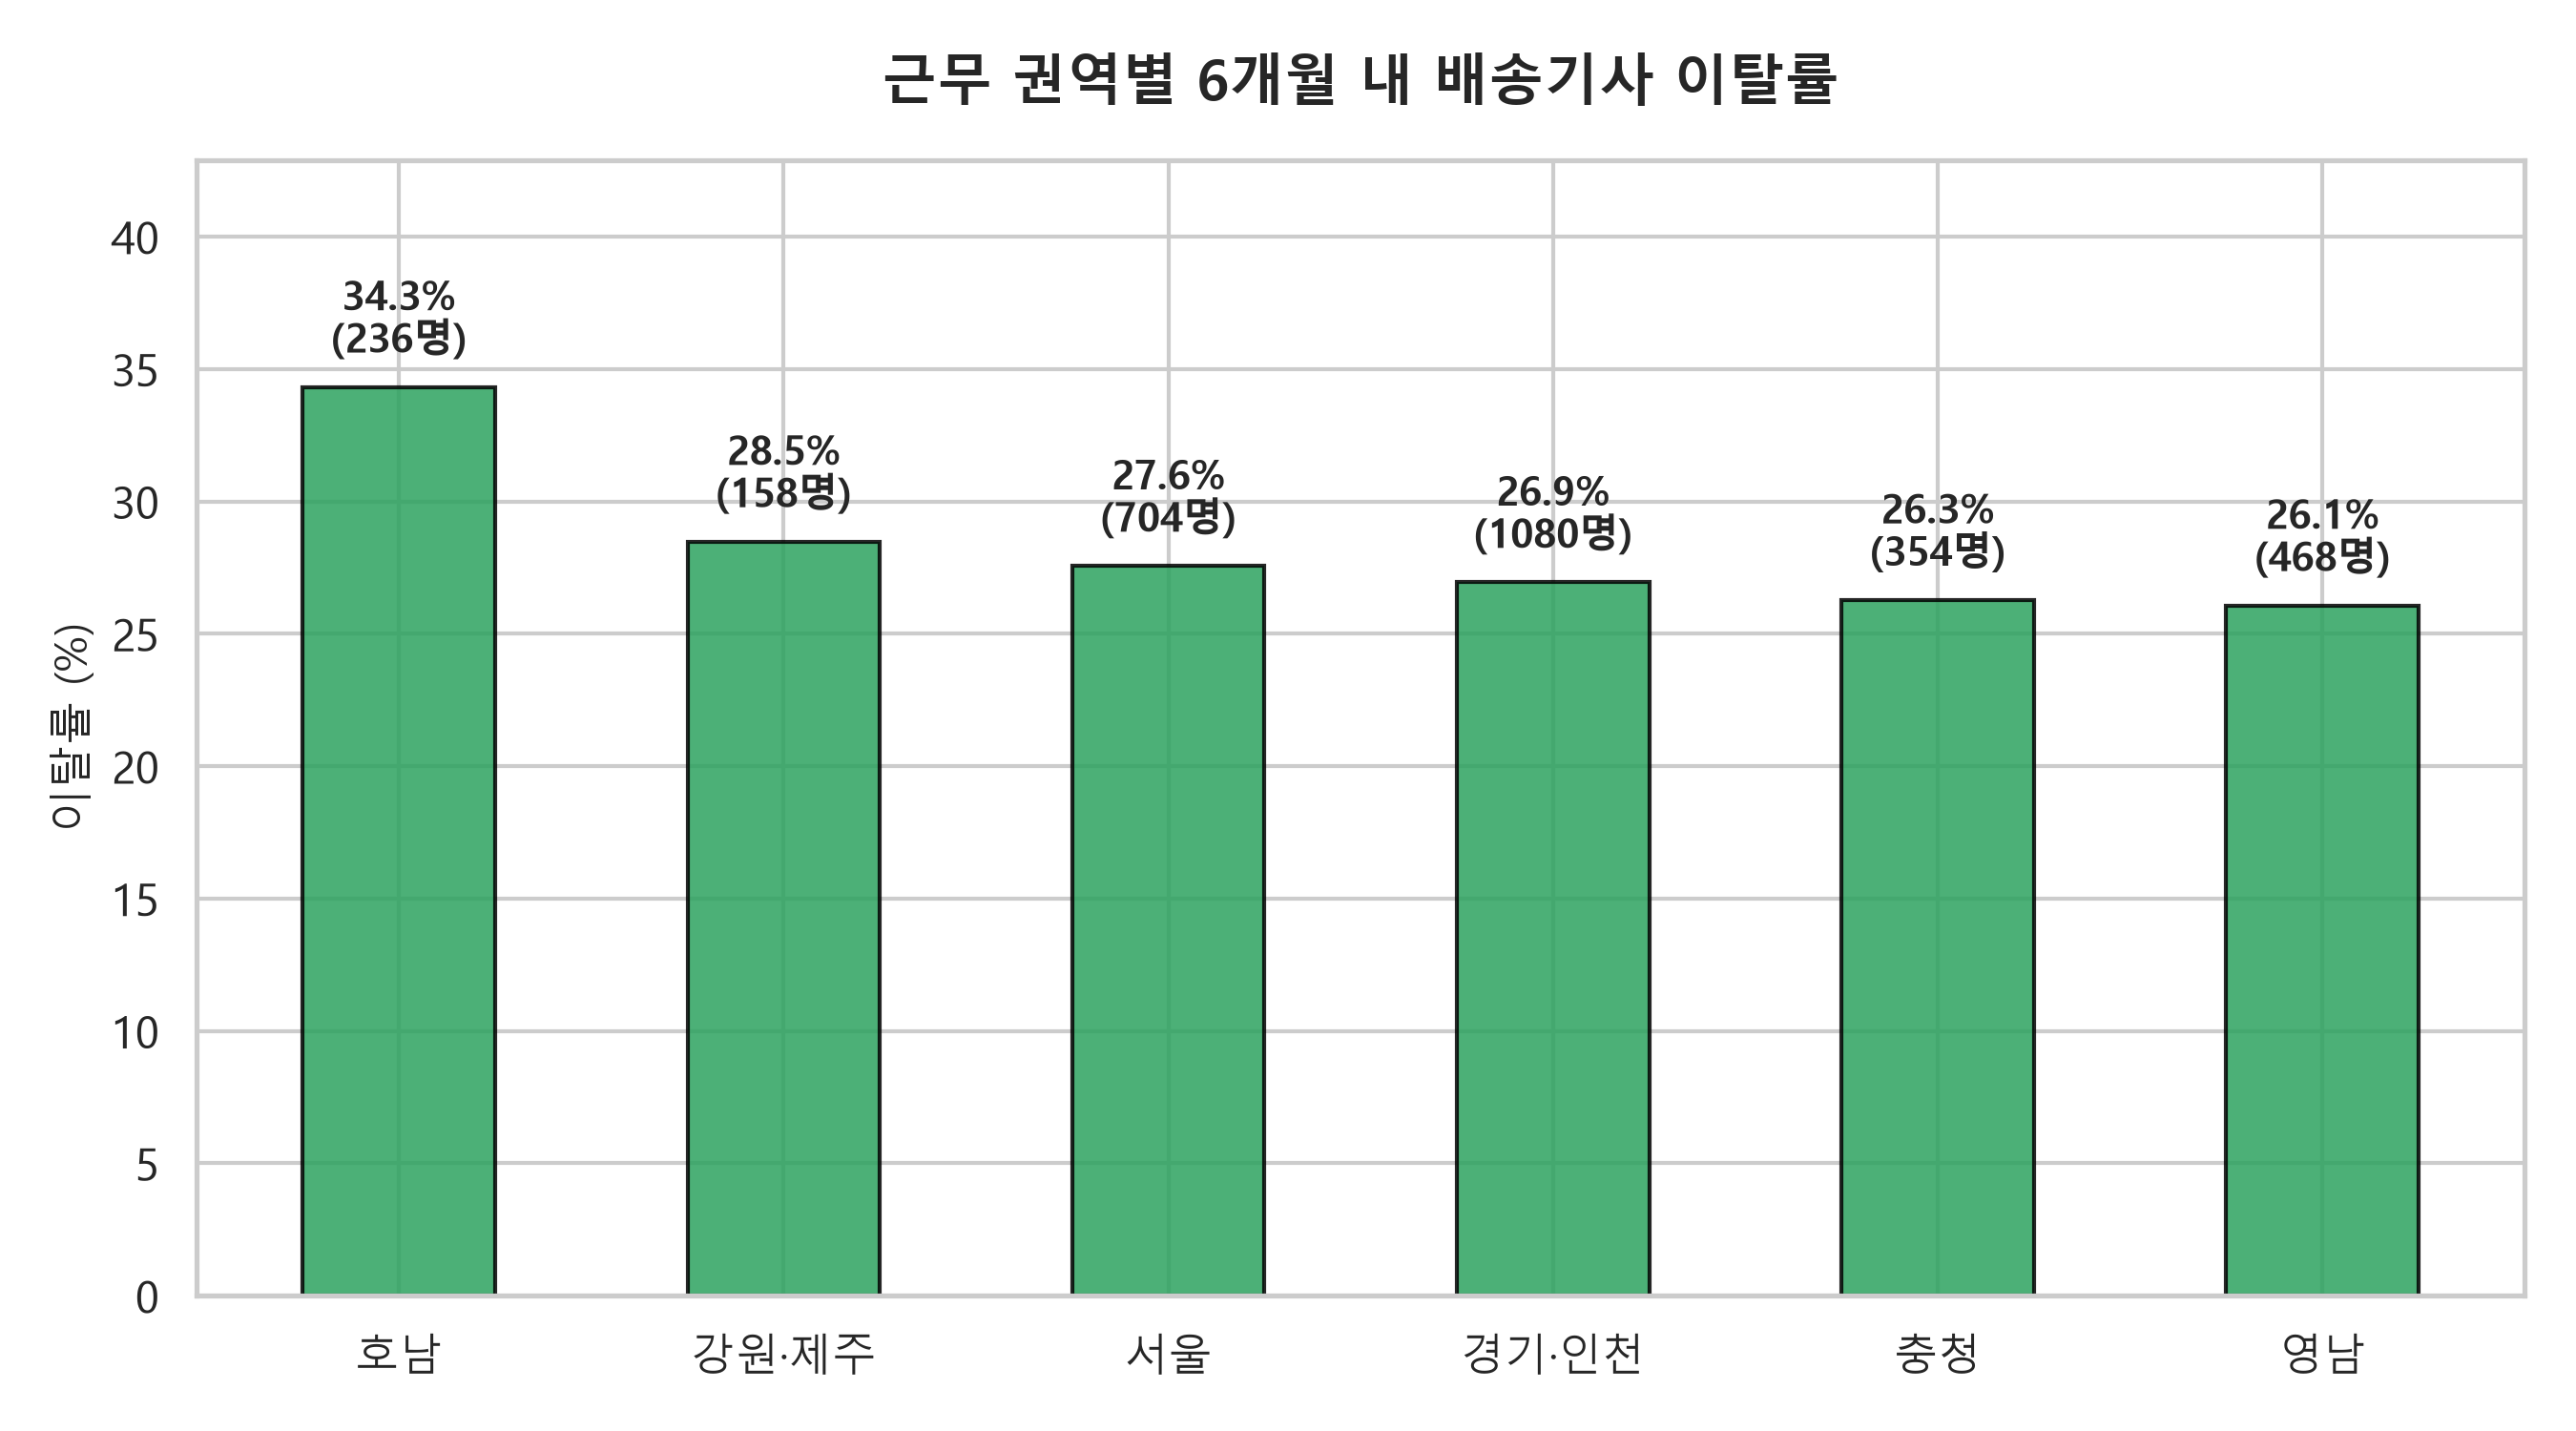 근무 권역별 6개월 내 배송기사 이탈률
이탈률 (%)
40
35
30
25
20
15
10
5
0
34.3%
(236명)
28.5%
(158명)
27.6%
(704명)
26.9%
(1080명)
26.3%
(354명)
26.1%
(468명)
호남
강원·제주
서울
경기·인천
충청
영남